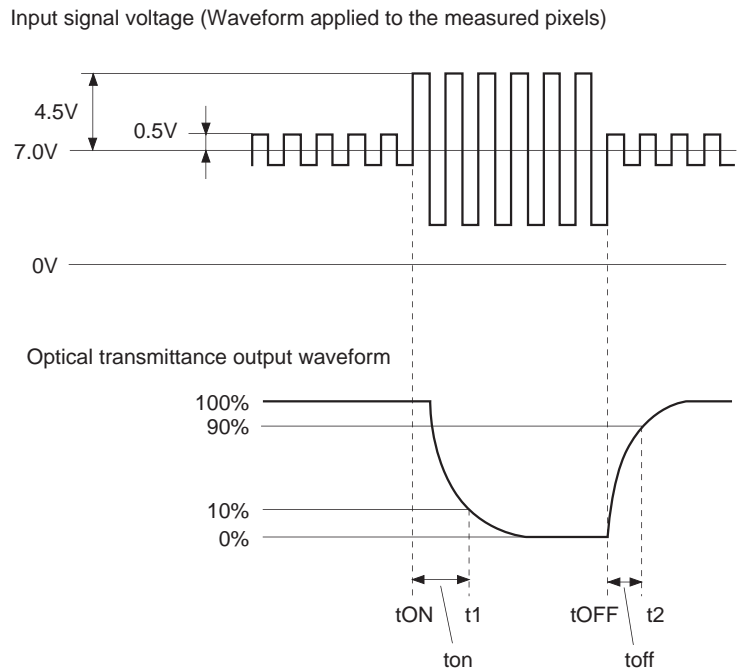 Input signal voltage (Waveform applied to the measured pixels)
4.5V
0.5V
7.0V
0V
Optical transmittance output waveform
100%
90%
10%
0%
tON t1 tOFF t2
ton toff